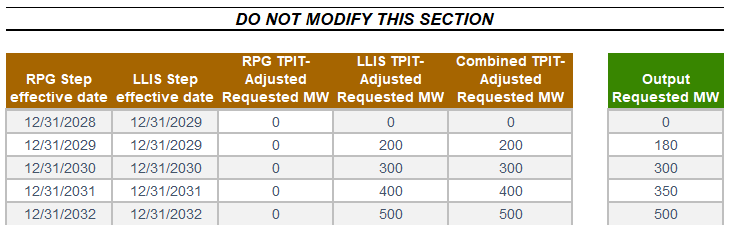 DO NOT MODIFY THIS SECTION
RPG Step effective date LLIS Step effective date RPG TPIT-Adjusted Requested MW LLIS TPIT-Adjusted Requested MW Combined TPIT-Adjusted Requested MW Output Requested MW
12/31/2028 12/31/2029 0 0 0 0
12/31/2029 12/31/2029 0 200 200 180
12/31/2030 12/31/2030 0 300 300 300
12/31/2031 12/31/2031 0 400 400 350
12/31/2032 12/31/2032 0 500 500 500